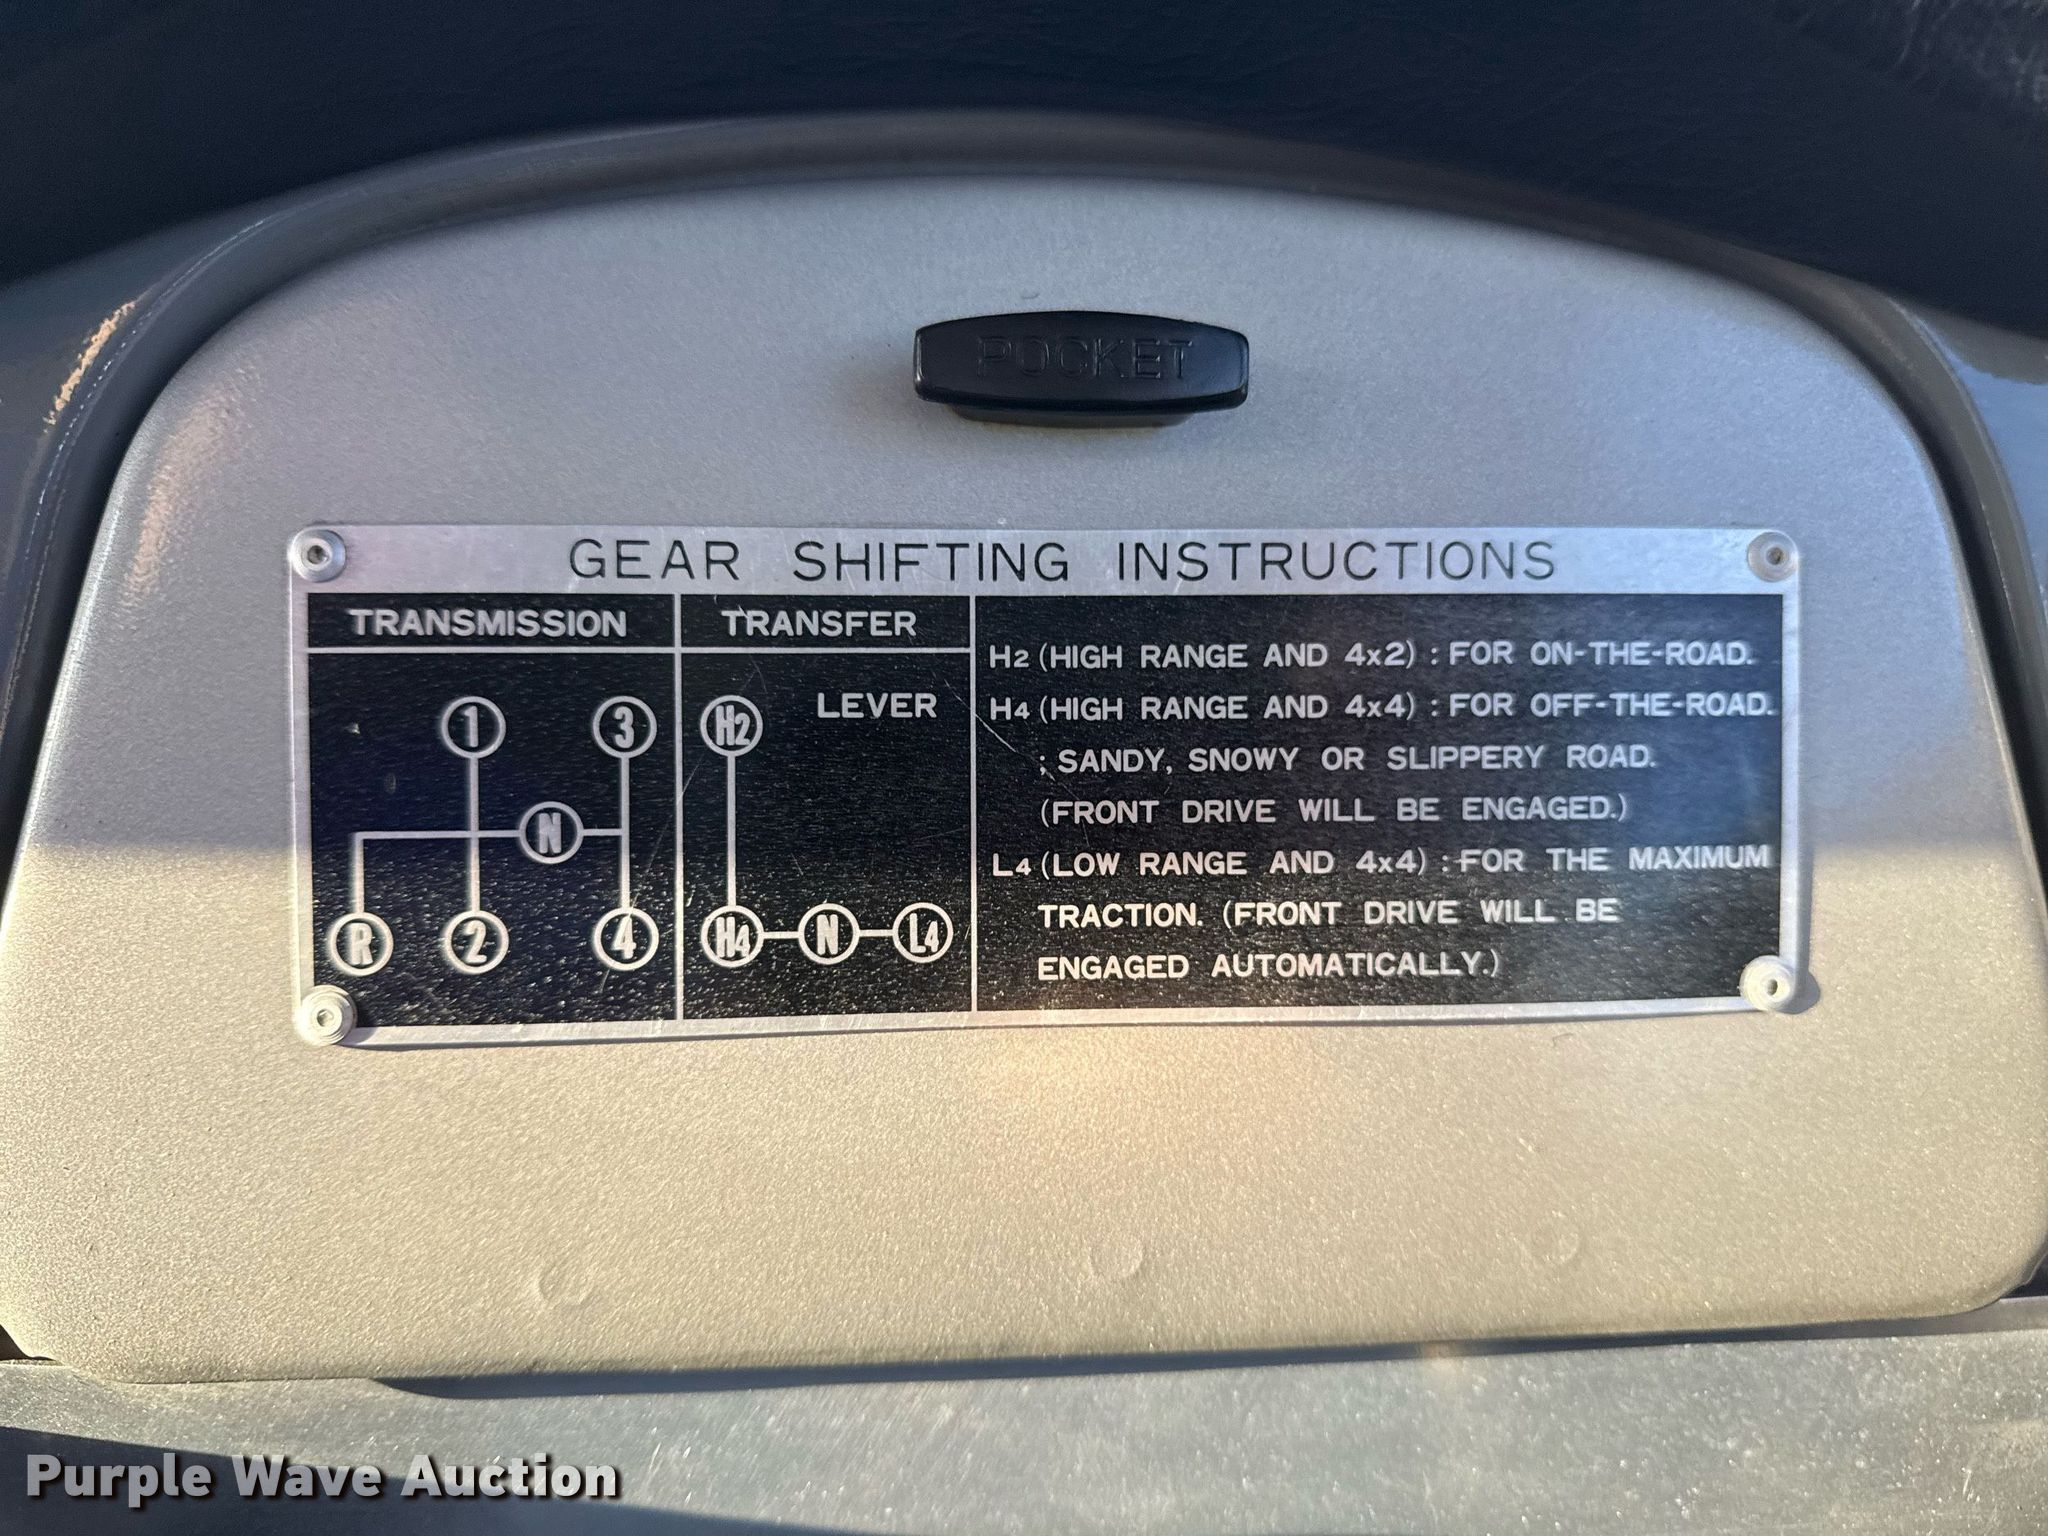 POCKET
GEAR SHIFTING INSTRUCTIONS
TRANSMISSION
1 3
N
R 2 4
TRANSFER
H2 LEVER
H4 N L4
H2 (HIGH RANGE AND 4x2) : FOR ON-THE-ROAD.
H4 (HIGH RANGE AND 4x4) : FOR OFF-THE-ROAD.
; SANDY, SNOWY OR SLIPPERY ROAD.
(FRONT DRIVE WILL BE ENGAGED.)
L4 (LOW RANGE AND 4x4) : FOR THE MAXIMUM
TRACTION. (FRONT DRIVE WILL BE
ENGAGED AUTOMATICALLY.)
Purple Wave Auction